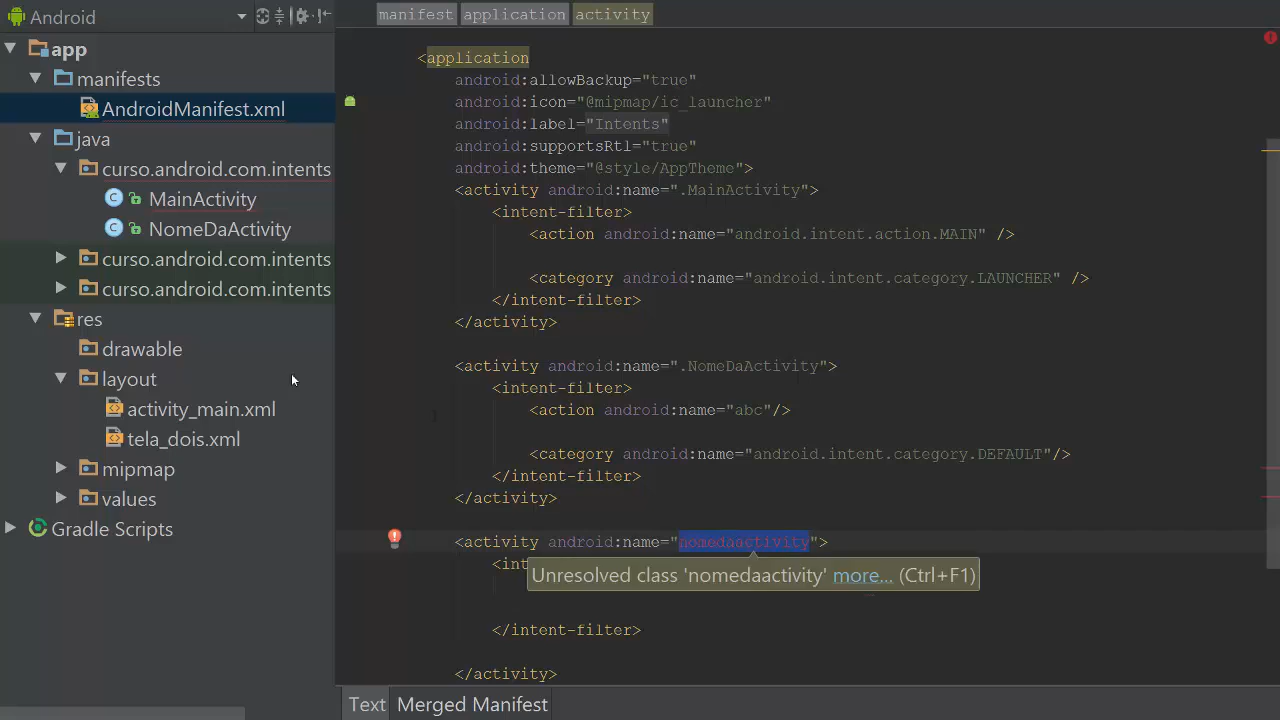 Android
app
manifests
AndroidManifest.xml
java
curso.android.com.intents
MainActivity
NomeDaActivity
curso.android.com.intents
curso.android.com.intents
res
drawable
layout
activity_main.xml
tela_dois.xml
mipmap
values
Gradle Scripts
manifest application activity
<application
android:allowBackup="true"
android:icon="@mipmap/ic_launcher"
android:label="Intents"
android:supportsRtl="true"
android:theme="@style/AppTheme">
<activity android:name=".MainActivity">
<intent-filter>
<action android:name="android.intent.action.MAIN" />
<category android:name="android.intent.category.LAUNCHER" />
</intent-filter>
</activity>
<activity android:name=".NomeDaActivity">
<intent-filter>
<action android:name="abc"/>
<category android:name="android.intent.category.DEFAULT"/>
</intent-filter>
</activity>
<activity android:name="nomedaactivity">
<int
Unresolved class 'nomedaactivity' more... (Ctrl+F1)
</intent-filter>
</activity>
Text Merged Manifest